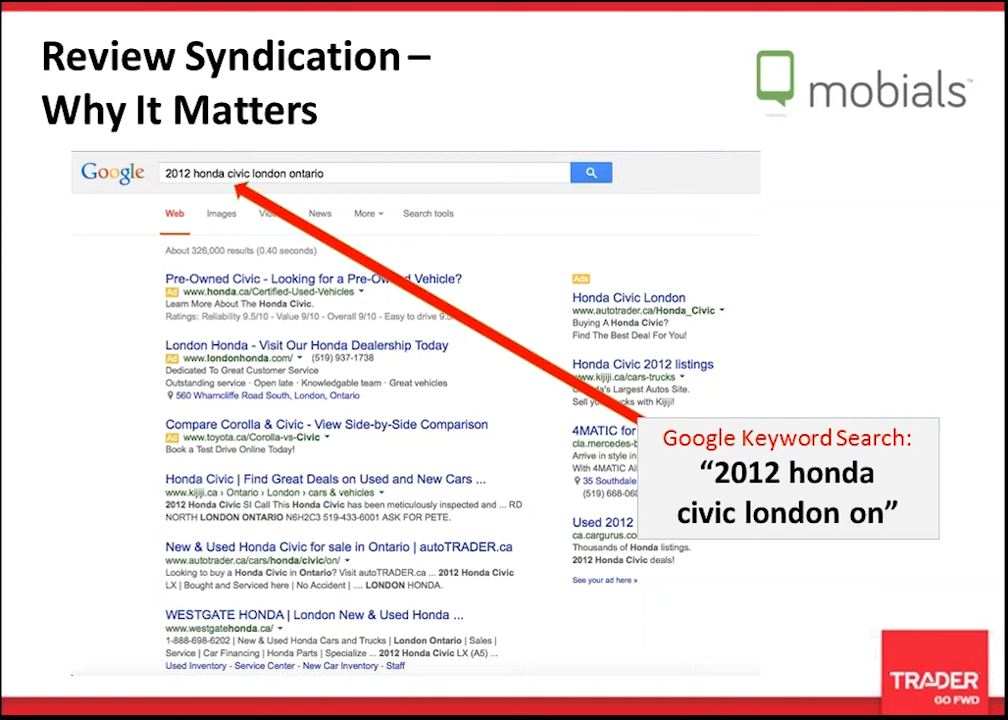 Review Syndication –
Why It Matters
mobials™
Google
2012 honda civic london ontario
Web Images News More Search tools
About 326,000 results (0.40 seconds)
Pre-Owned Civic - Looking for a Pre-Owned Vehicle?
Ad www.honda.ca/Certified-Used-Vehicles
Learn More About The Honda Civic.
Ratings: Reliability 9.5/10 - Value 9/10 - Overall 9/10 - Easy to drive 9.5
London Honda - Visit Our Honda Dealership Today
Ad www.londonhonda.com/ (519) 937-1738
Dedicated To Great Customer Service
Outstanding service · Open late · Knowledgable team · Great vehicles
560 Wharncliffe Road South, London, Ontario
Compare Corolla & Civic - View Side-by-Side Comparison
Ad www.toyota.ca/Corolla-vs-Civic
Book a Test Drive Online Today!
Honda Civic | Find Great Deals on Used and New Cars ...
www.kijiji.ca › Ontario › London › cars & vehicles
2012 Honda Civic SI Call This Honda Civic has been meticulously inspected and ... RD
NORTH LONDON ONTARIO N6H2C3 519-433-6001 ASK FOR PETE.
New & Used Honda Civic for sale in Ontario | autoTRADER.ca
www.autotrader.ca/cars/honda/civic/on/
Looking to buy a Honda Civic in Ontario? Visit autoTRADER.ca ... 2012 Honda Civic
LX | Bought and Serviced here | No Accident | .... LONDON HONDA.
WESTGATE HONDA | London New & Used Honda ...
www.westgatehonda.ca/
1-888-698-6202 | New & Used Honda Cars and Trucks | London Ontario | Sales |
Service | Car Financing | Honda Parts | Specialize ... 2012 Honda Civic LX (A5) ...
Used Inventory - Service Center - New Car Inventory - Staff
Ads
Honda Civic London
www.autotrader.ca/Honda_Civic
Buying A Honda Civic?
Find The Best Deal For You!
Honda Civic 2012 listings
www.kijiji.ca/cars-trucks
Largest Autos Site.
Sell with Kijiji!
4MATIC for
cla.mercedes-b
Arrive in style in
With 4MATIC Al
35 Southdale
(519) 668-06
Used 2012
ca.cargurus.co
Thousands of Honda listings.
2012 Honda Civic deals!
See your ad here »
Google Keyword Search:
“2012 honda
civic london on”
TRADER
GO FWD